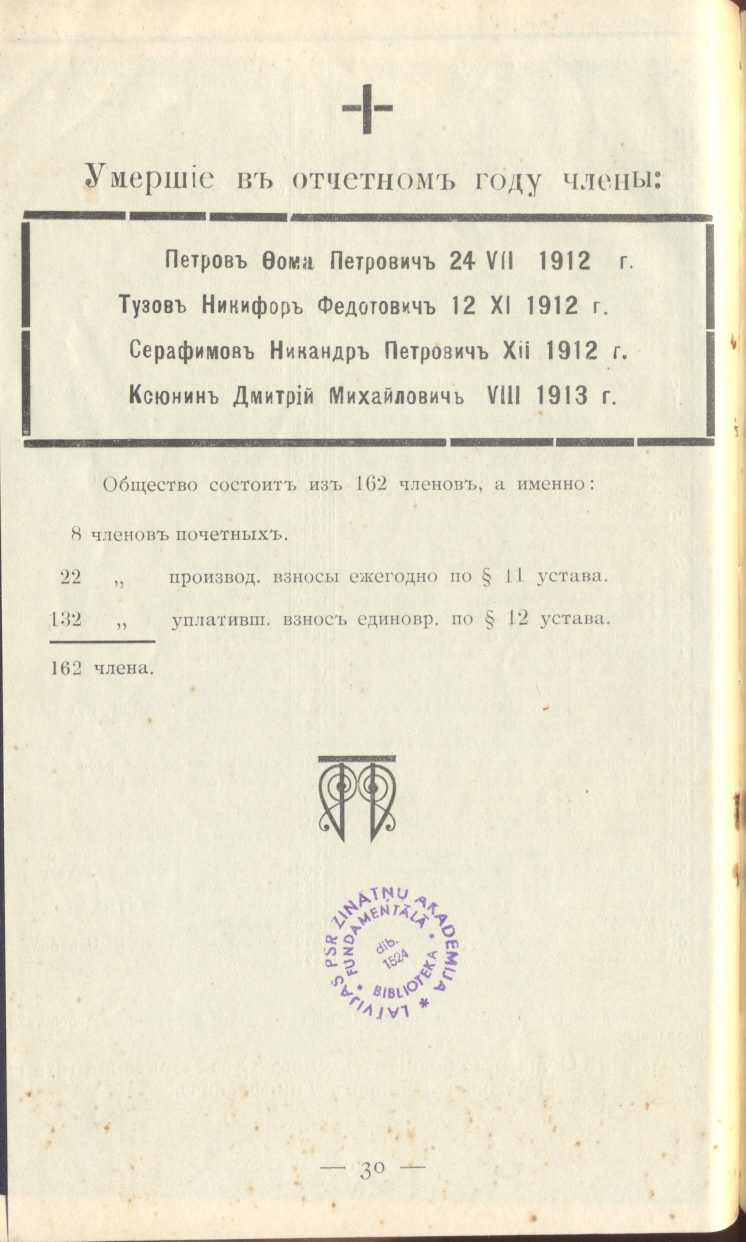 Умершіе въ отчетномъ году члены:
Петровъ Ѳома Петровичъ 24 VII 1912 г.
Тузовъ Никифоръ Федотовичъ 12 XI 1912 г.
Серафимовъ Никандръ Петровичъ Xii 1912 г.
Ксюнинъ Дмитрій Михайловичъ VIII 1913 г.
Общество состоитъ изъ 162 членовъ, а именно:
8 членовъ почетныхъ.
22 „ производ. взносы ежегодно по § 11 устава.
132 „ уплативш. взносъ единовр. по § 12 устава.
162 члена.
LATVIJAS PSR ZINĀTŅU AKADEMIJA *
• FUNDAMENTĀLĀ • BIBLIOTEKA
dib.
1524
— 30 —